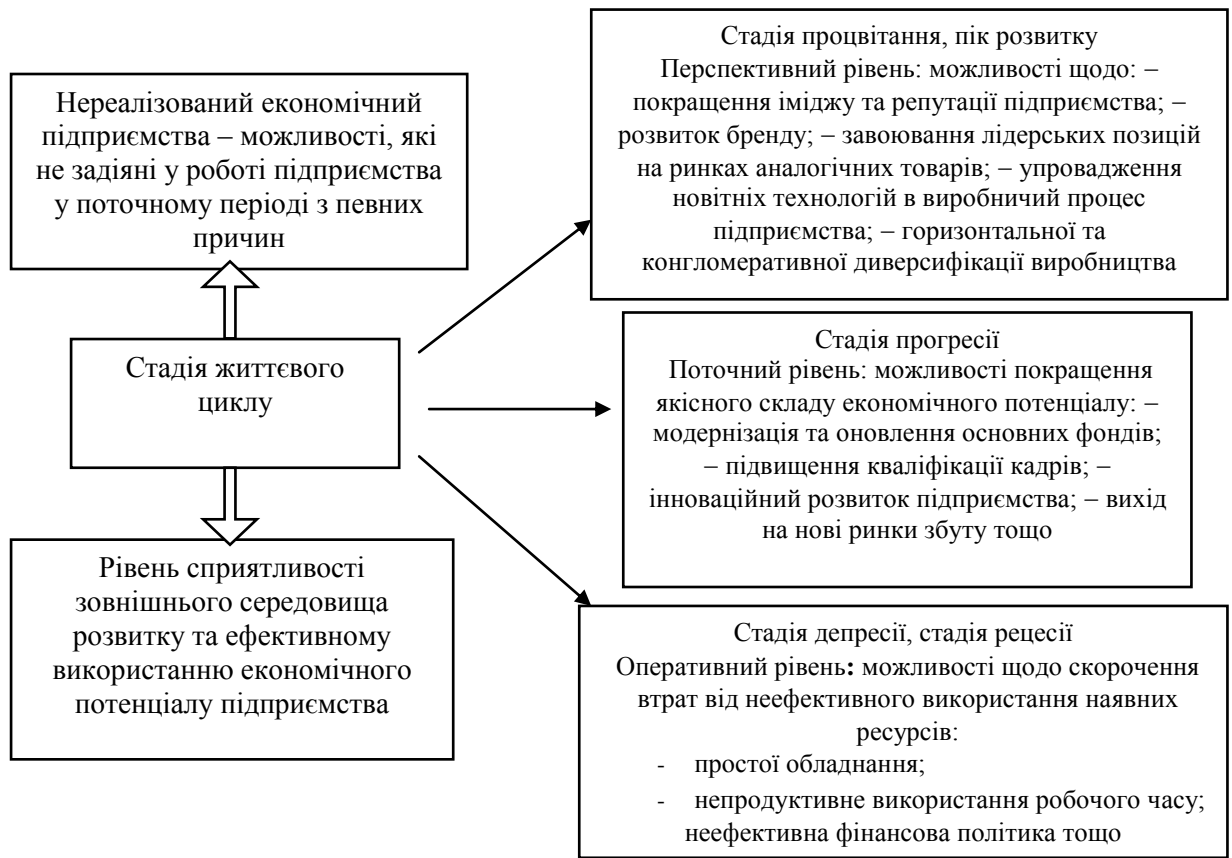 Нереалізований економічний
підприємства – можливості, які
не задіяні у роботі підприємства
у поточному періоді з певних
причин
Стадія життєвого
циклу
Рівень сприятливості
зовнішнього середовища
розвитку та ефективному
використанню економічного
потенціалу підприємства
Стадія процвітання, пік розвитку
Перспективний рівень: можливості щодо: –
покращення іміджу та репутації підприємства; –
розвиток бренду; – завоювання лідерських позицій
на ринках аналогічних товарів; – упровадження
новітніх технологій в виробничий процес
підприємства; – горизонтальної та
конгломеративної диверсифікації виробництва
Стадія прогресії
Поточний рівень: можливості покращення
якісного складу економічного потенціалу: –
модернізація та оновлення основних фондів;
– підвищення кваліфікації кадрів; –
інноваційний розвиток підприємства; – вихід
на нові ринки збуту тощо
Стадія депресії, стадія рецесії
Оперативний рівень: можливості щодо скорочення
втрат від неефективного використання наявних
ресурсів:
- простої обладнання;
- непродуктивне використання робочого часу;
неефективна фінансова політика тощо